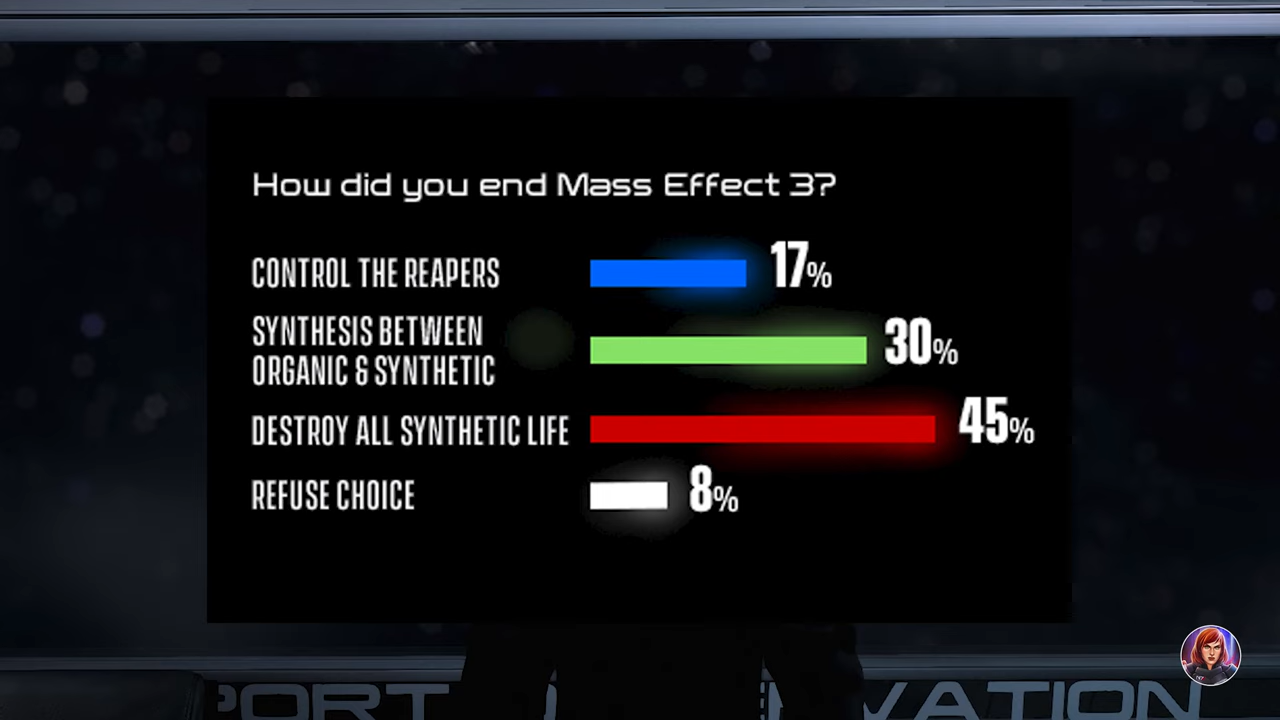 How did you end Mass Effect 3?
CONTROL THE REAPERS 17%
SYNTHESIS BETWEEN
ORGANIC & SYNTHETIC 30%
DESTROY ALL SYNTHETIC LIFE 45%
REFUSE CHOICE 8%